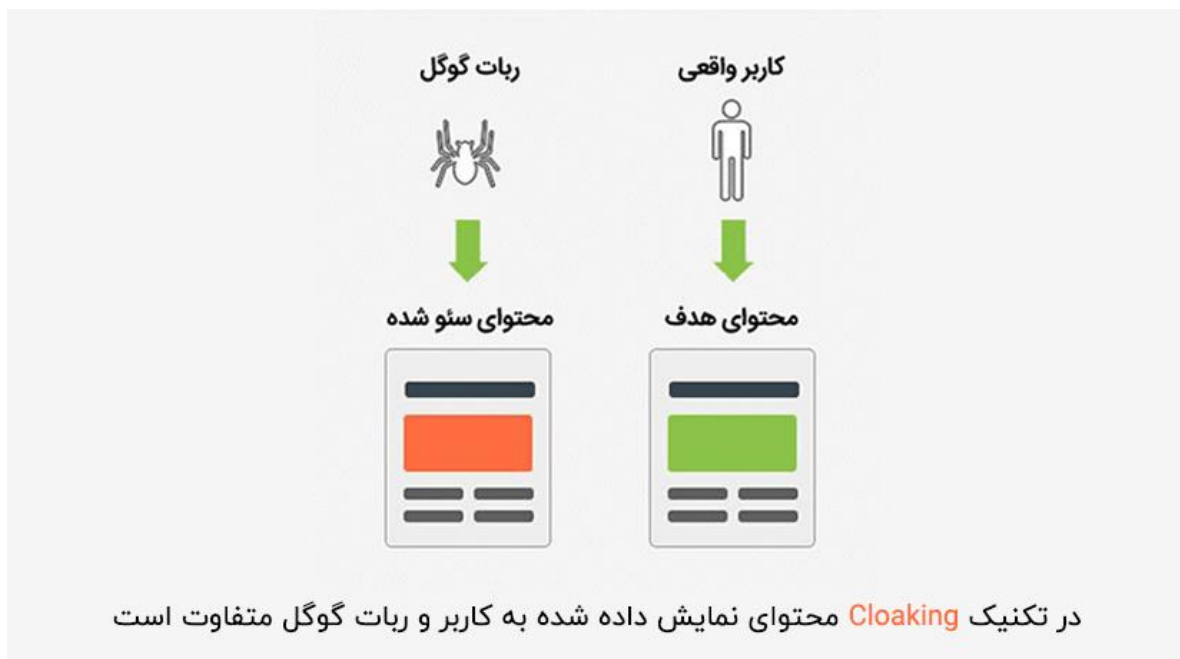 کاربر واقعی
ربات گوگل
محتوای هدف
محتوای سئو شده
در تکنیک Cloaking محتوای نمایش داده شده به کاربر و ربات گوگل متفاوت است